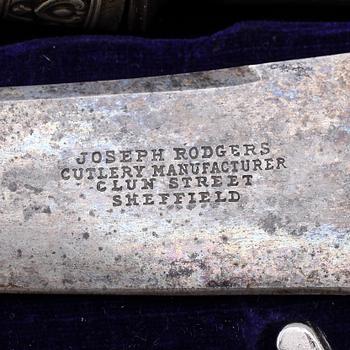 JOSEPH RODGERS
CUTLERY MANUFACTURER
CLUN STREET
SHEFFIELD